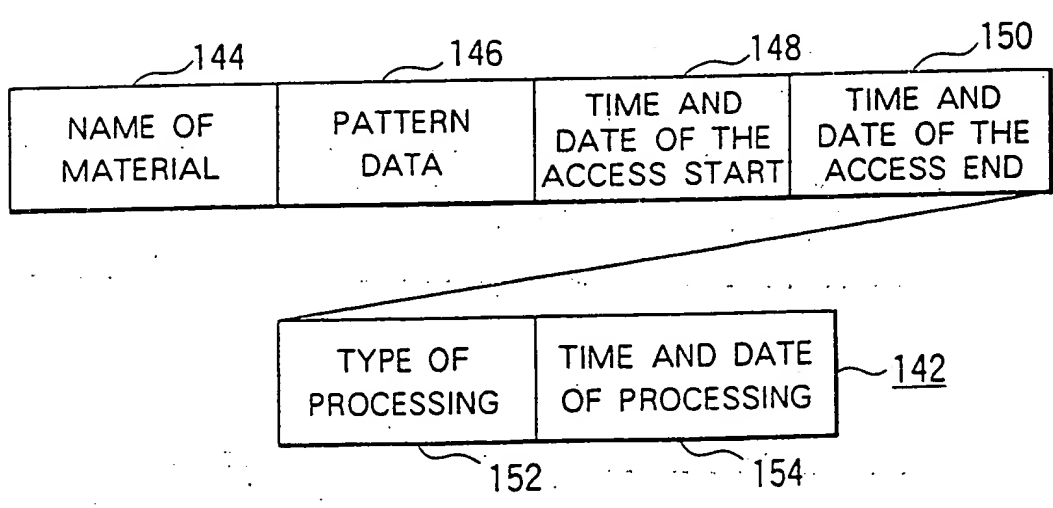 144
146
148
150
NAME OF
MATERIAL
PATTERN
DATA
TIME AND
DATE OF THE
ACCESS START
TIME AND
DATE OF THE
ACCESS END
TYPE OF
PROCESSING
TIME AND DATE
OF PROCESSING
142
152
154